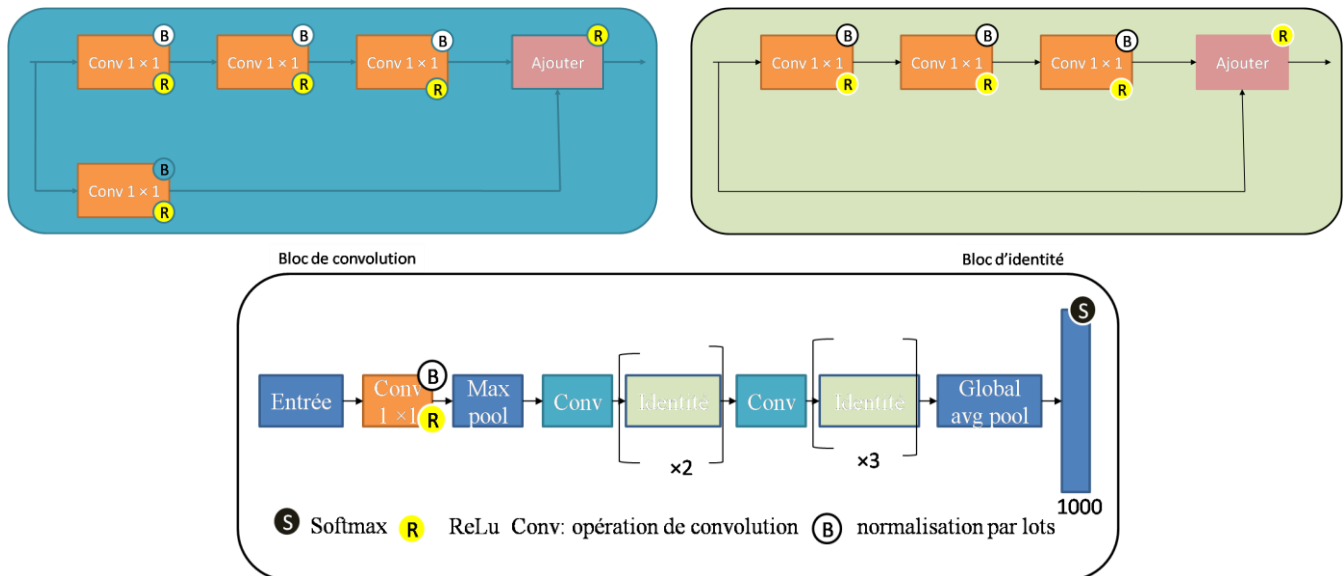 B B B R
Conv 1 × 1 Conv 1 × 1 Conv 1 × 1 Ajouter
R R R
B
Conv 1 × 1
R
B B B R
Conv 1 × 1 Conv 1 × 1 Conv 1 × 1 Ajouter
R R R
Bloc de convolution
Bloc d'identité
S
B
Entrée
Conv
1 ×1
R
Max
pool
Conv
Identité
×2
Conv
Identité
×3
Global
avg pool
1000
S Softmax R ReLu Conv: opération de convolution B normalisation par lots